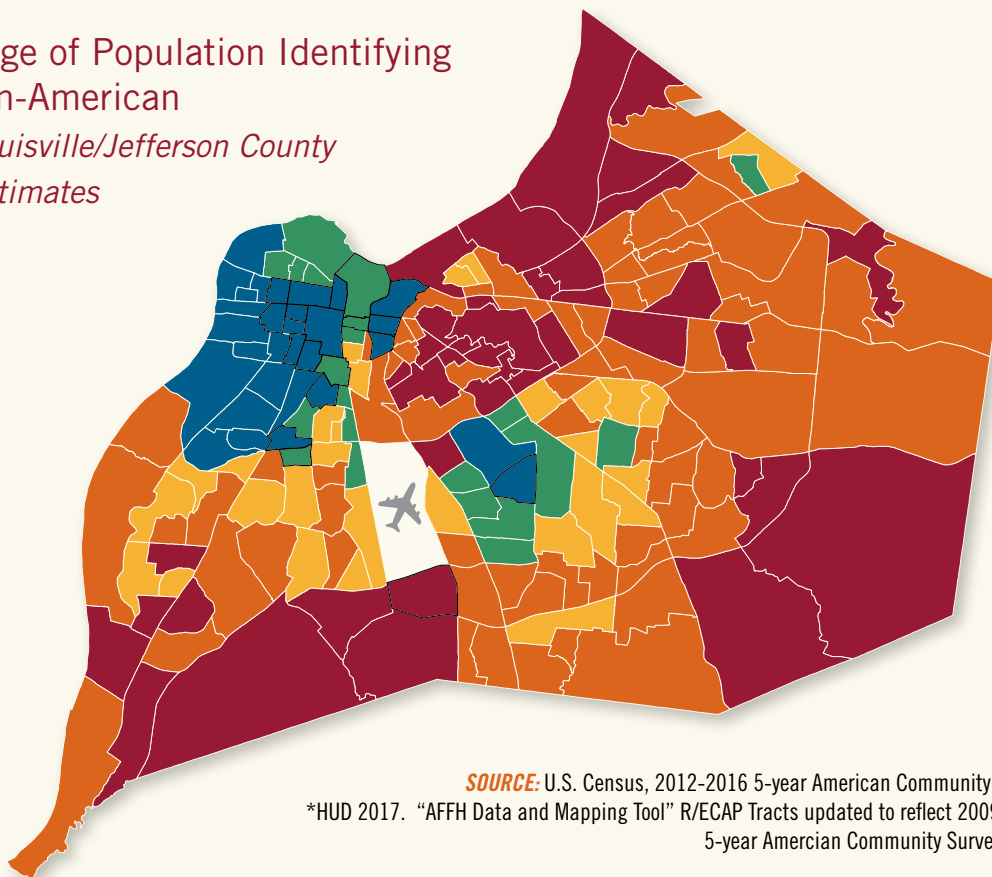 ge of Population Identifying
n-American
uisville/Jefferson County
timates
SOURCE: U.S. Census, 2012-2016 5-year American Community
*HUD 2017. “AFFH Data and Mapping Tool” R/ECAP Tracts updated to reflect 2009
5-year Amercian Community Surve